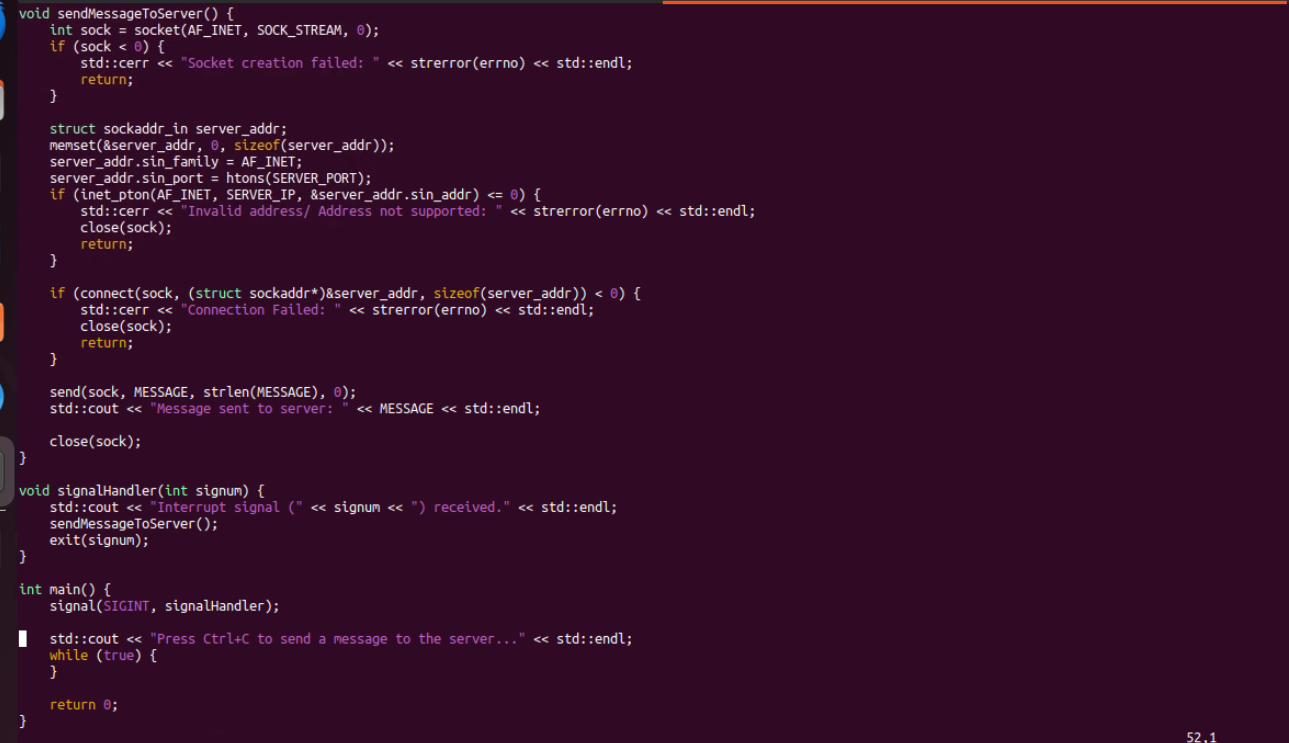 void sendMessageToServer() {
    int sock = socket(AF_INET, SOCK_STREAM, 0);
    if (sock < 0) {
        std::cerr << "Socket creation failed: " << strerror(errno) << std::endl;
        return;
    }

    struct sockaddr_in server_addr;
    memset(&server_addr, 0, sizeof(server_addr));
    server_addr.sin_family = AF_INET;
    server_addr.sin_port = htons(SERVER_PORT);
    if (inet_pton(AF_INET, SERVER_IP, &server_addr.sin_addr) <= 0) {
        std::cerr << "Invalid address/ Address not supported: " << strerror(errno) << std::endl;
        close(sock);
        return;
    }

    if (connect(sock, (struct sockaddr*)&server_addr, sizeof(server_addr)) < 0) {
        std::cerr << "Connection Failed: " << strerror(errno) << std::endl;
        close(sock);
        return;
    }

    send(sock, MESSAGE, strlen(MESSAGE), 0);
    std::cout << "Message sent to server: " << MESSAGE << std::endl;

    close(sock);
}

void signalHandler(int signum) {
    std::cout << "Interrupt signal (" << signum << ") received." << std::endl;
    sendMessageToServer();
    exit(signum);
}

int main() {
    signal(SIGINT, signalHandler);

    std::cout << "Press Ctrl+C to send a message to the server..." << std::endl;
    while (true) {
    }

    return 0;
}
52,1